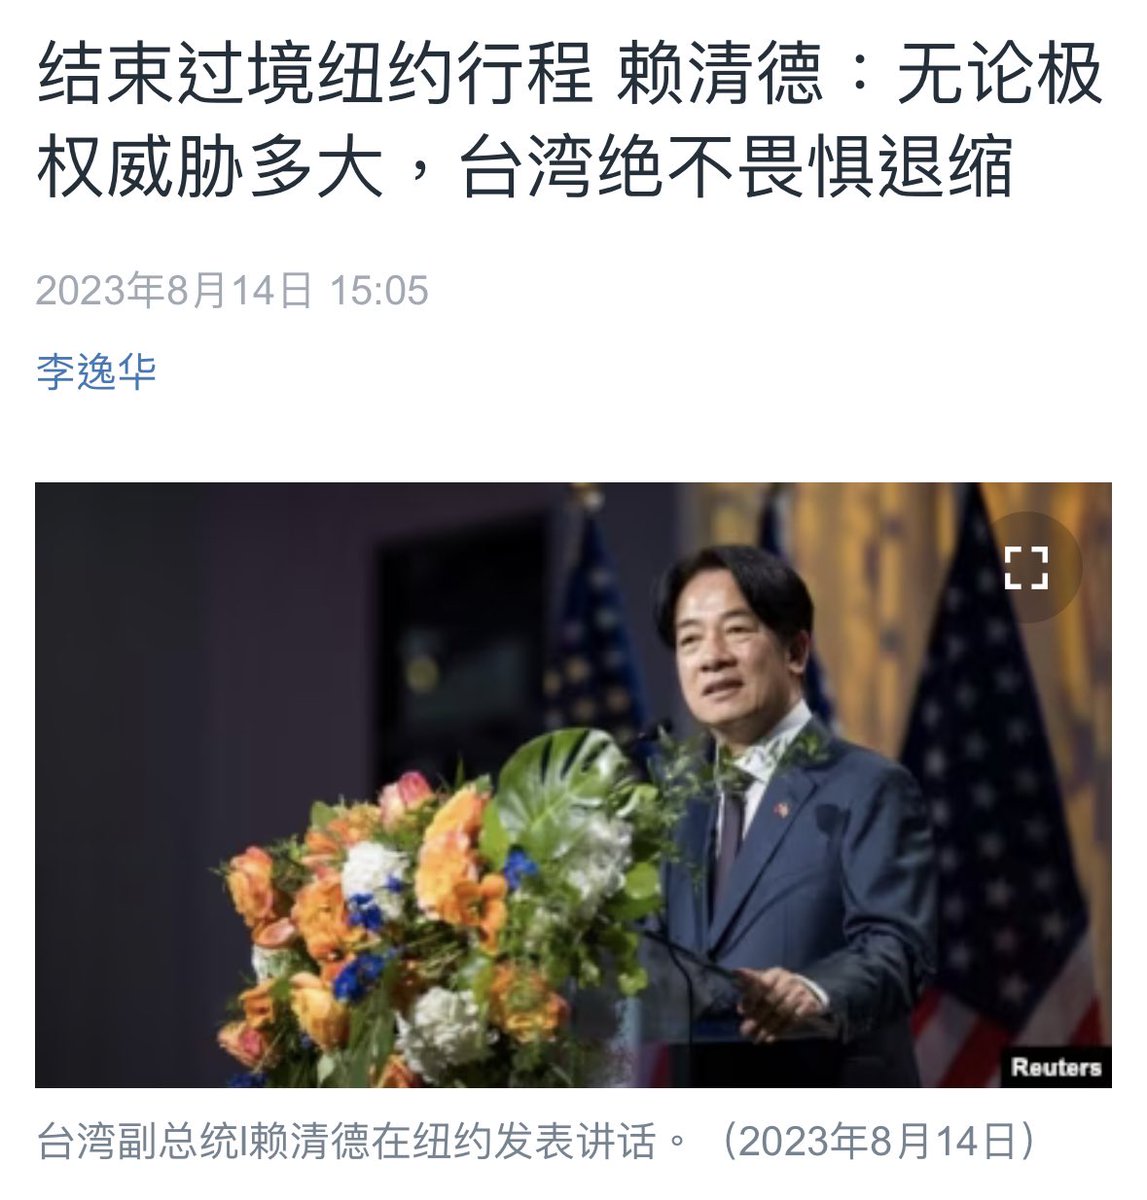 结束过境纽约行程 赖清德：无论极
权威胁多大，台湾绝不畏惧退缩
2023年8月14日 15:05
李逸华
Reuters
台湾副总统l赖清德在纽约发表讲话。（2023年8月14日）